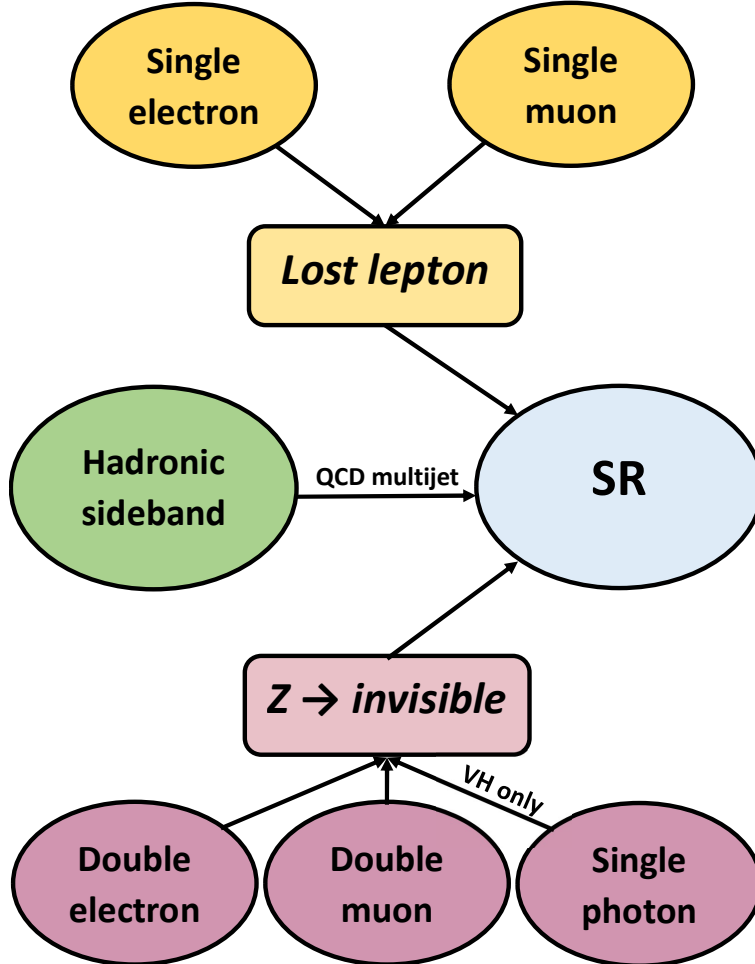 Single
electron
Single
muon
Lost lepton
Hadronic
sideband
QCD multijet
SR
Z → invisible
VH only
Double
electron
Double
muon
Single
photon